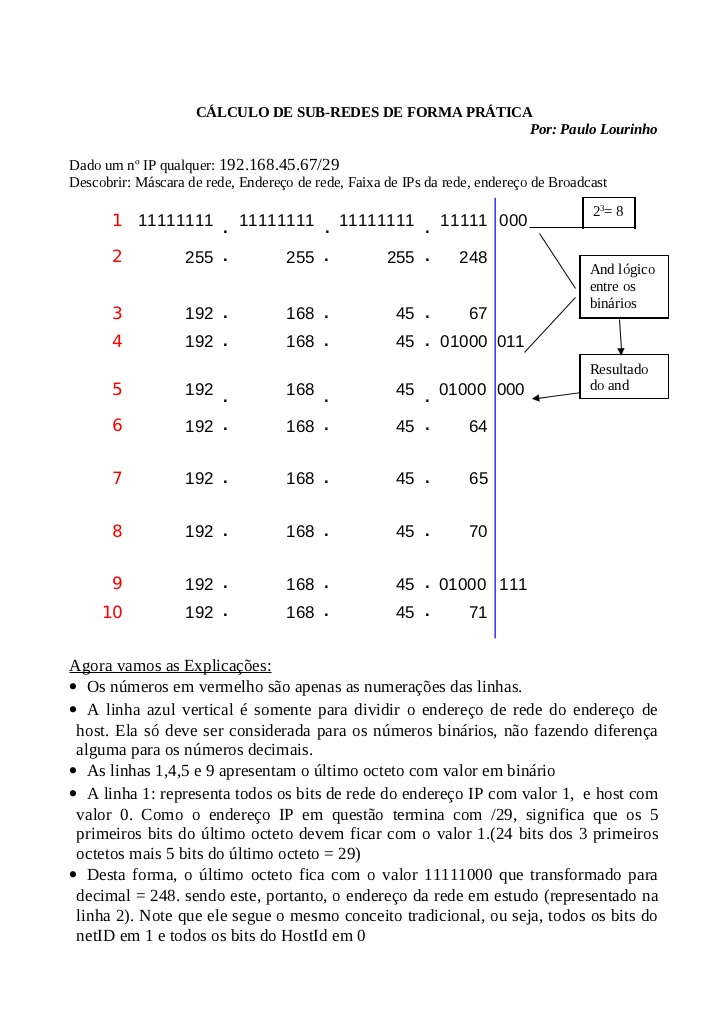 CÁLCULO DE SUB-REDES DE FORMA PRÁTICA
Por: Paulo Lourinho
Dado um nº IP qualquer: 192.168.45.67/29
Descobrir: Máscara de rede, Endereço de rede, Faixa de IPs da rede, endereço de Broadcast
1 11111111 . 11111111 . 11111111 . 11111 000
2³= 8
2 255 . 255 . 255 . 248
And lógico
entre os
binários
3 192 . 168 . 45 . 67
4 192 . 168 . 45 . 01000 011
Resultado
do and
5 192 . 168 . 45 . 01000 000
6 192 . 168 . 45 . 64
7 192 . 168 . 45 . 65
8 192 . 168 . 45 . 70
9 192 . 168 . 45 . 01000 111
10 192 . 168 . 45 . 71
Agora vamos as Explicações:
• Os números em vermelho são apenas as numerações das linhas.
• A linha azul vertical é somente para dividir o endereço de rede do endereço de
host. Ela só deve ser considerada para os números binários, não fazendo diferença
alguma para os números decimais.
• As linhas 1,4,5 e 9 apresentam o último octeto com valor em binário
• A linha 1: representa todos os bits de rede do endereço IP com valor 1, e host com
valor 0. Como o endereço IP em questão termina com /29, significa que os 5
primeiros bits do último octeto devem ficar com o valor 1.(24 bits dos 3 primeiros
octetos mais 5 bits do último octeto = 29)
• Desta forma, o último octeto fica com o valor 11111000 que transformado para
decimal = 248. sendo este, portanto, o endereço da rede em estudo (representado na
linha 2). Note que ele segue o mesmo conceito tradicional, ou seja, todos os bits do
netID em 1 e todos os bits do HostId em 0